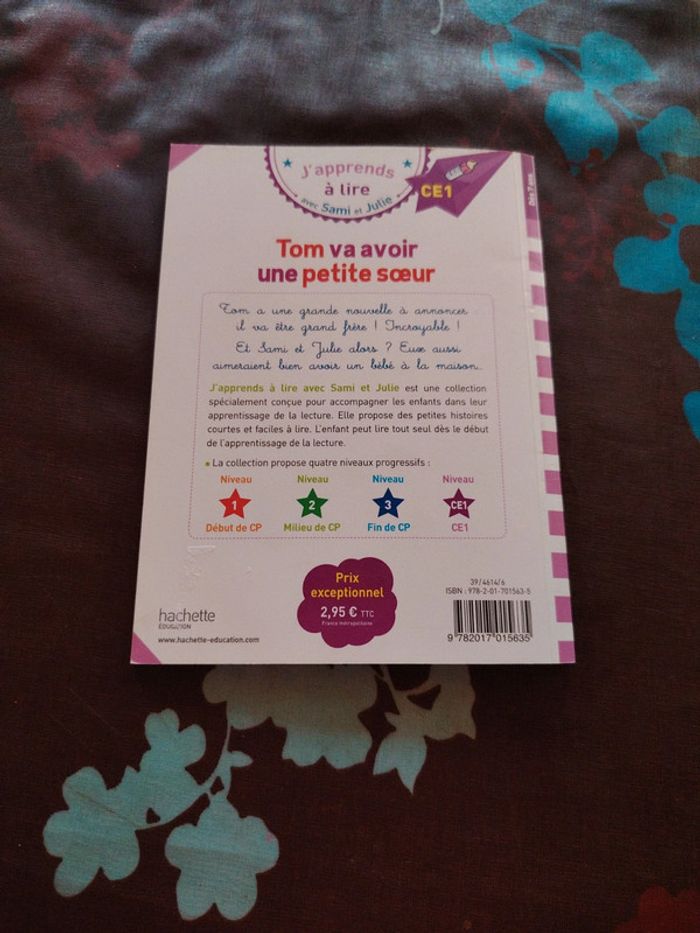 J'apprends
à lire
avec Sami et Julie
CE1
Dès 7 ans
Tom va avoir
une petite sœur
Tom a une grande nouvelle à annoncer :
il va être grand frère ! Incroyable !
Et Sami et Julie alors ? Eux aussi
aimeraient bien avoir un bébé à la maison...
J'apprends à lire avec Sami et Julie est une collection
spécialement conçue pour accompagner les enfants dans leur
apprentissage de la lecture. Elle propose des petites histoires
courtes et faciles à lire. L'enfant peut lire tout seul dès le début
de l'apprentissage de la lecture.
• La collection propose quatre niveaux progressifs :
Niveau Niveau Niveau Niveau
1 2 3 CE1
Début de CP Milieu de CP Fin de CP CE1
Prix
exceptionnel
2,95 € TTC
France métropolitaine
39/4614/6
ISBN : 978-2-01-701563-5
9 782017 015635
hachette
ÉDUCATION
www.hachette-education.com